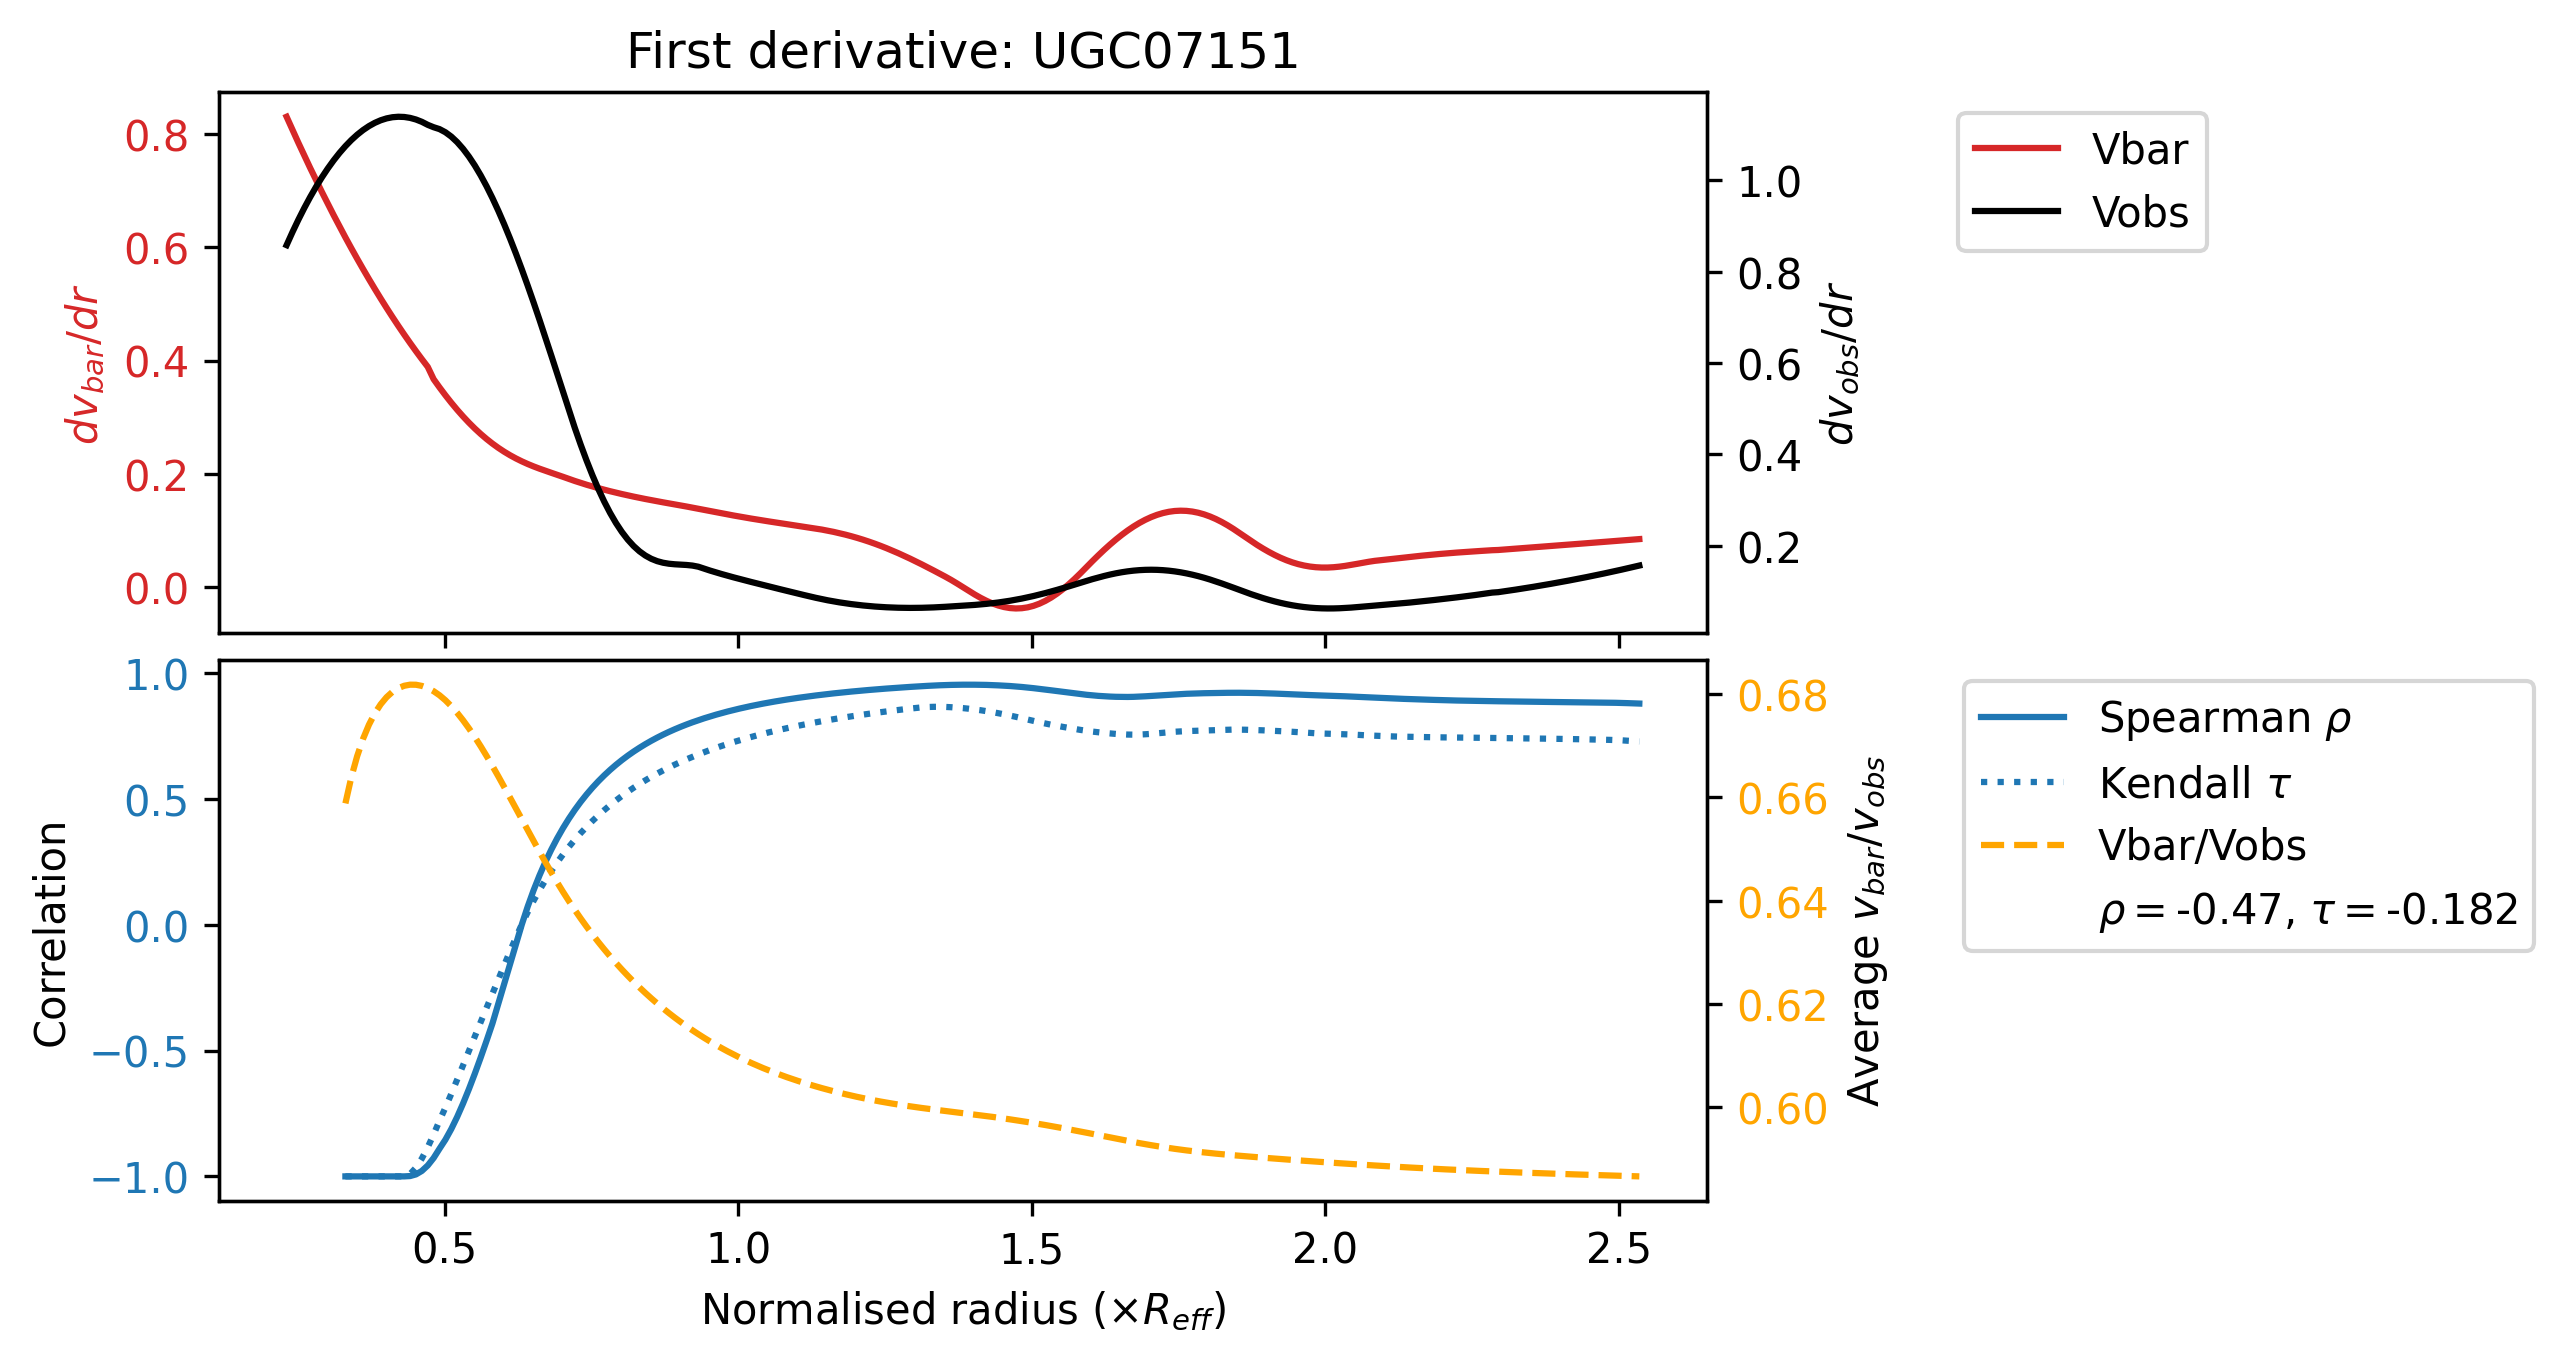 First derivative: UGC07151
0.8
0.6
0.4
0.2
0.0
dv_bar/dr
1.0
0.8
0.6
0.4
0.2
dv_obs/dr
Vbar
Vobs
1.0
0.5
0.0
−0.5
−1.0
Correlation
0.68
0.66
0.64
0.62
0.60
Average v_bar/v_obs
Spearman ρ
Kendall τ
Vbar/Vobs
ρ = -0.47, τ = -0.182
0.5 1.0 1.5 2.0 2.5
Normalised radius (×R_eff)